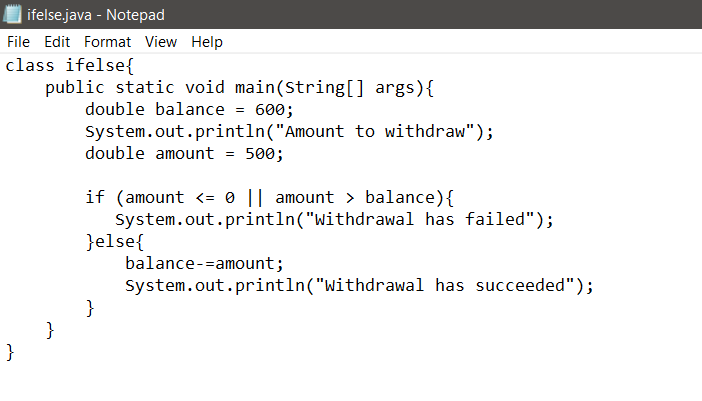 ifelse.java - Notepad
File Edit Format View Help
class ifelse{
    public static void main(String[] args){
        double balance = 600;
        System.out.println("Amount to withdraw");
        double amount = 500;

        if (amount <= 0 || amount > balance){
           System.out.println("Withdrawal has failed");
        }else{
            balance-=amount;
            System.out.println("Withdrawal has succeeded");
        }
    }
}